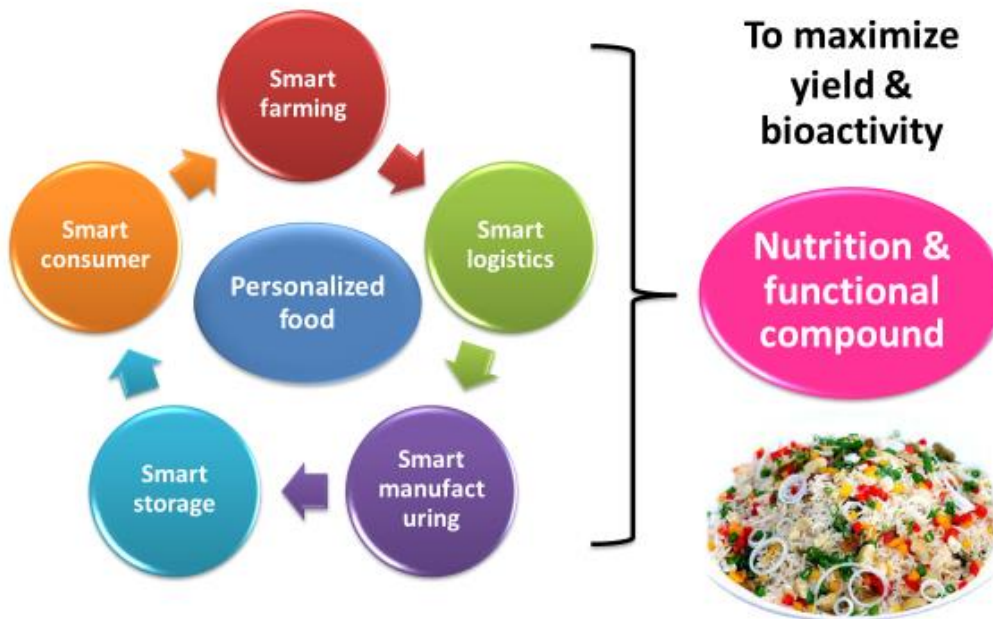 Smart
farming
Smart
logistics
Smart
manufact
uring
Smart
storage
Smart
consumer
Personalized
food
To maximize
yield &
bioactivity
Nutrition &
functional
compound